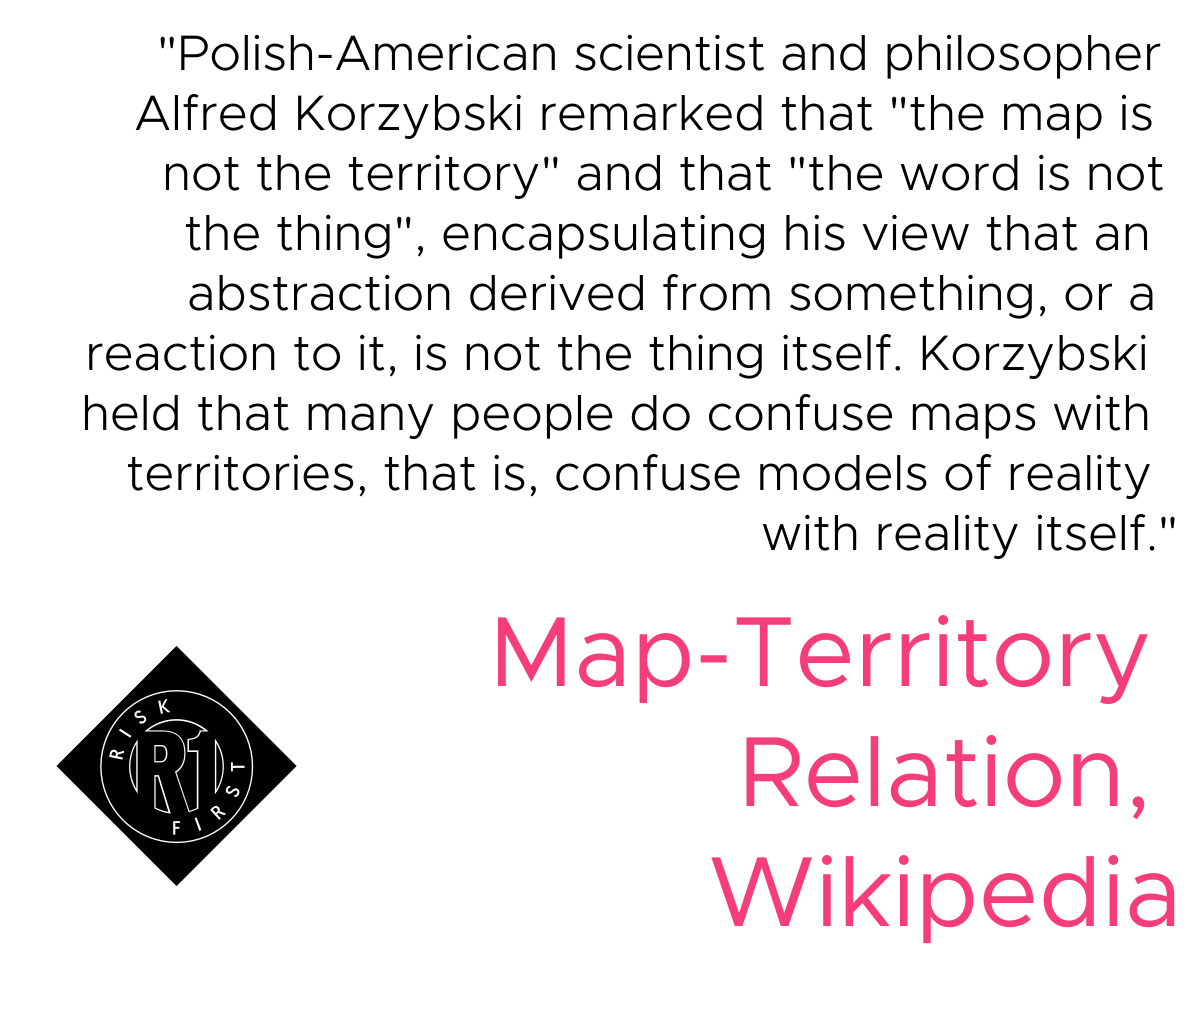 "Polish-American scientist and philosopher
Alfred Korzybski remarked that "the map is
not the territory" and that "the word is not
the thing", encapsulating his view that an
abstraction derived from something, or a
reaction to it, is not the thing itself. Korzybski
held that many people do confuse maps with
territories, that is, confuse models of reality
with reality itself."
Map-Territory
Relation,
Wikipedia
RISK
R1
FIRST